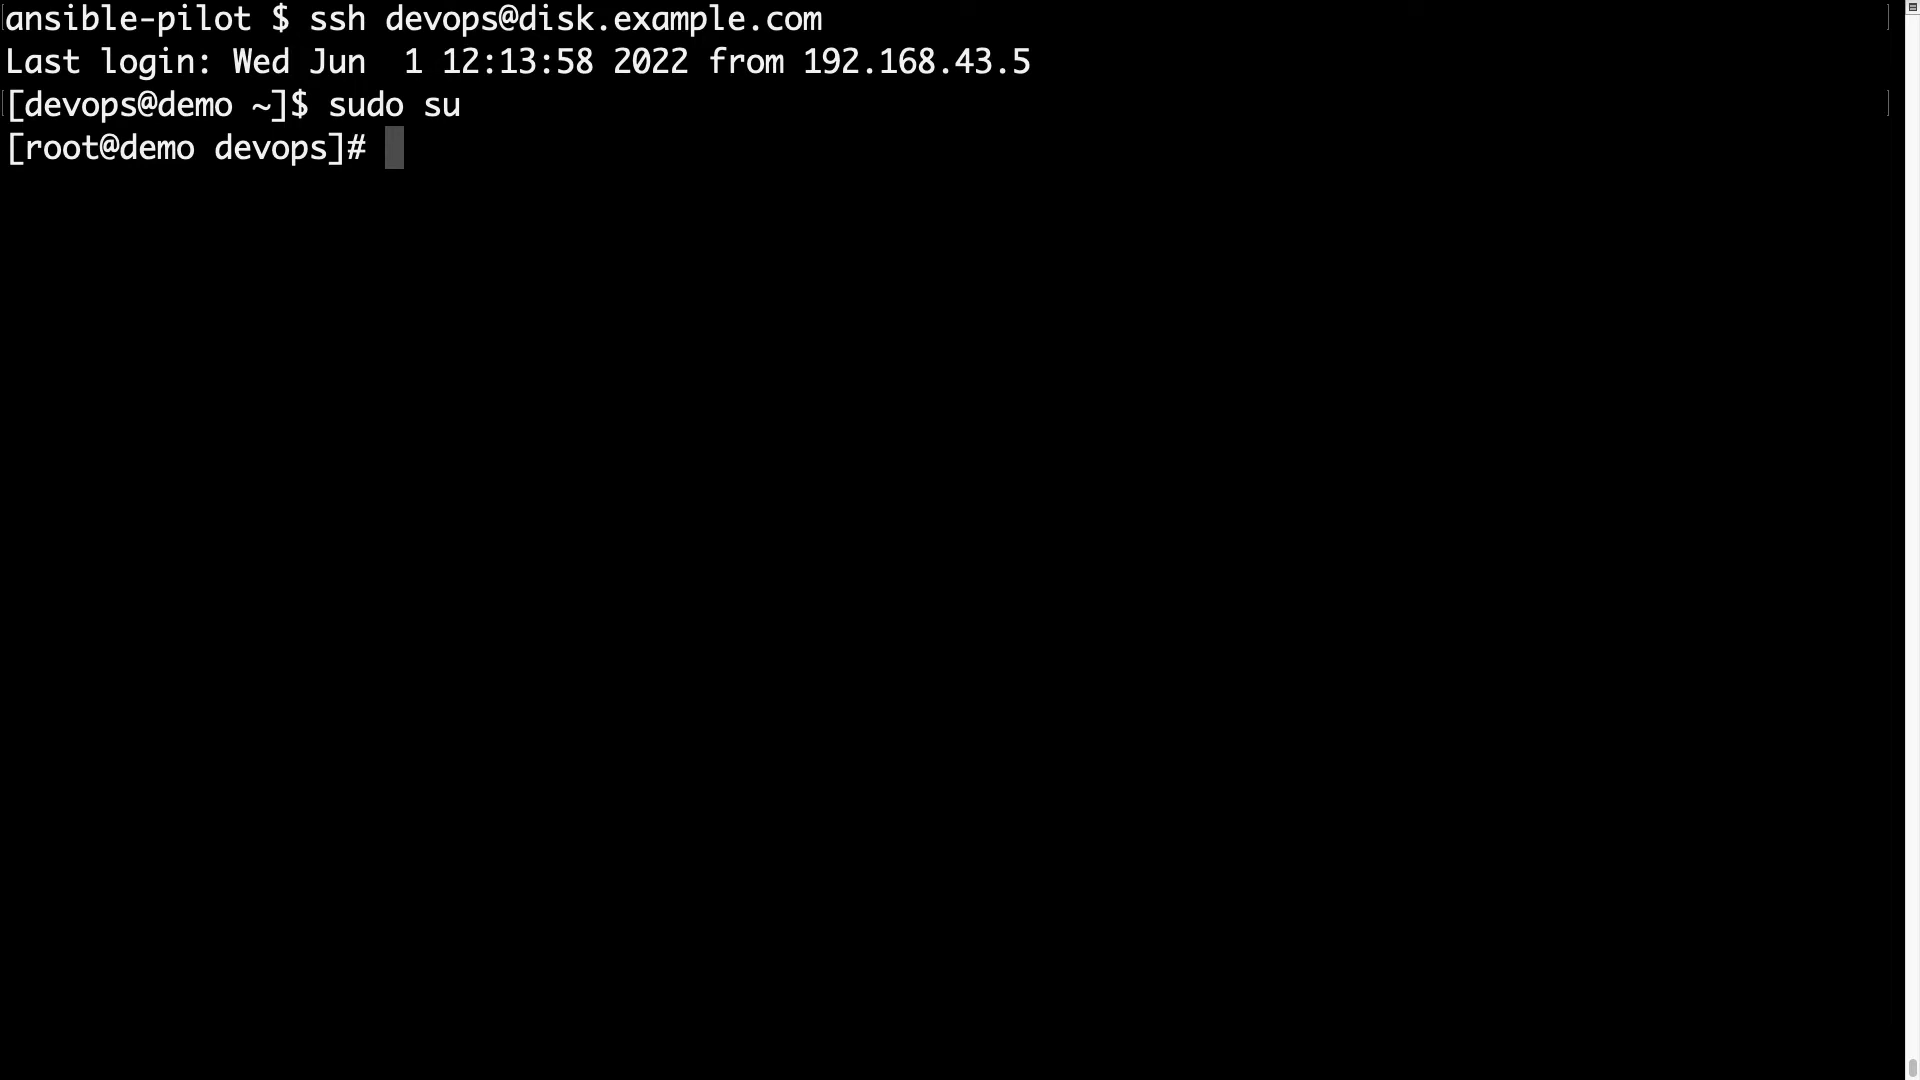 ansible-pilot $ ssh devops@disk.example.com
Last login: Wed Jun  1 12:13:58 2022 from 192.168.43.5
[devops@demo ~]$ sudo su
[root@demo devops]#